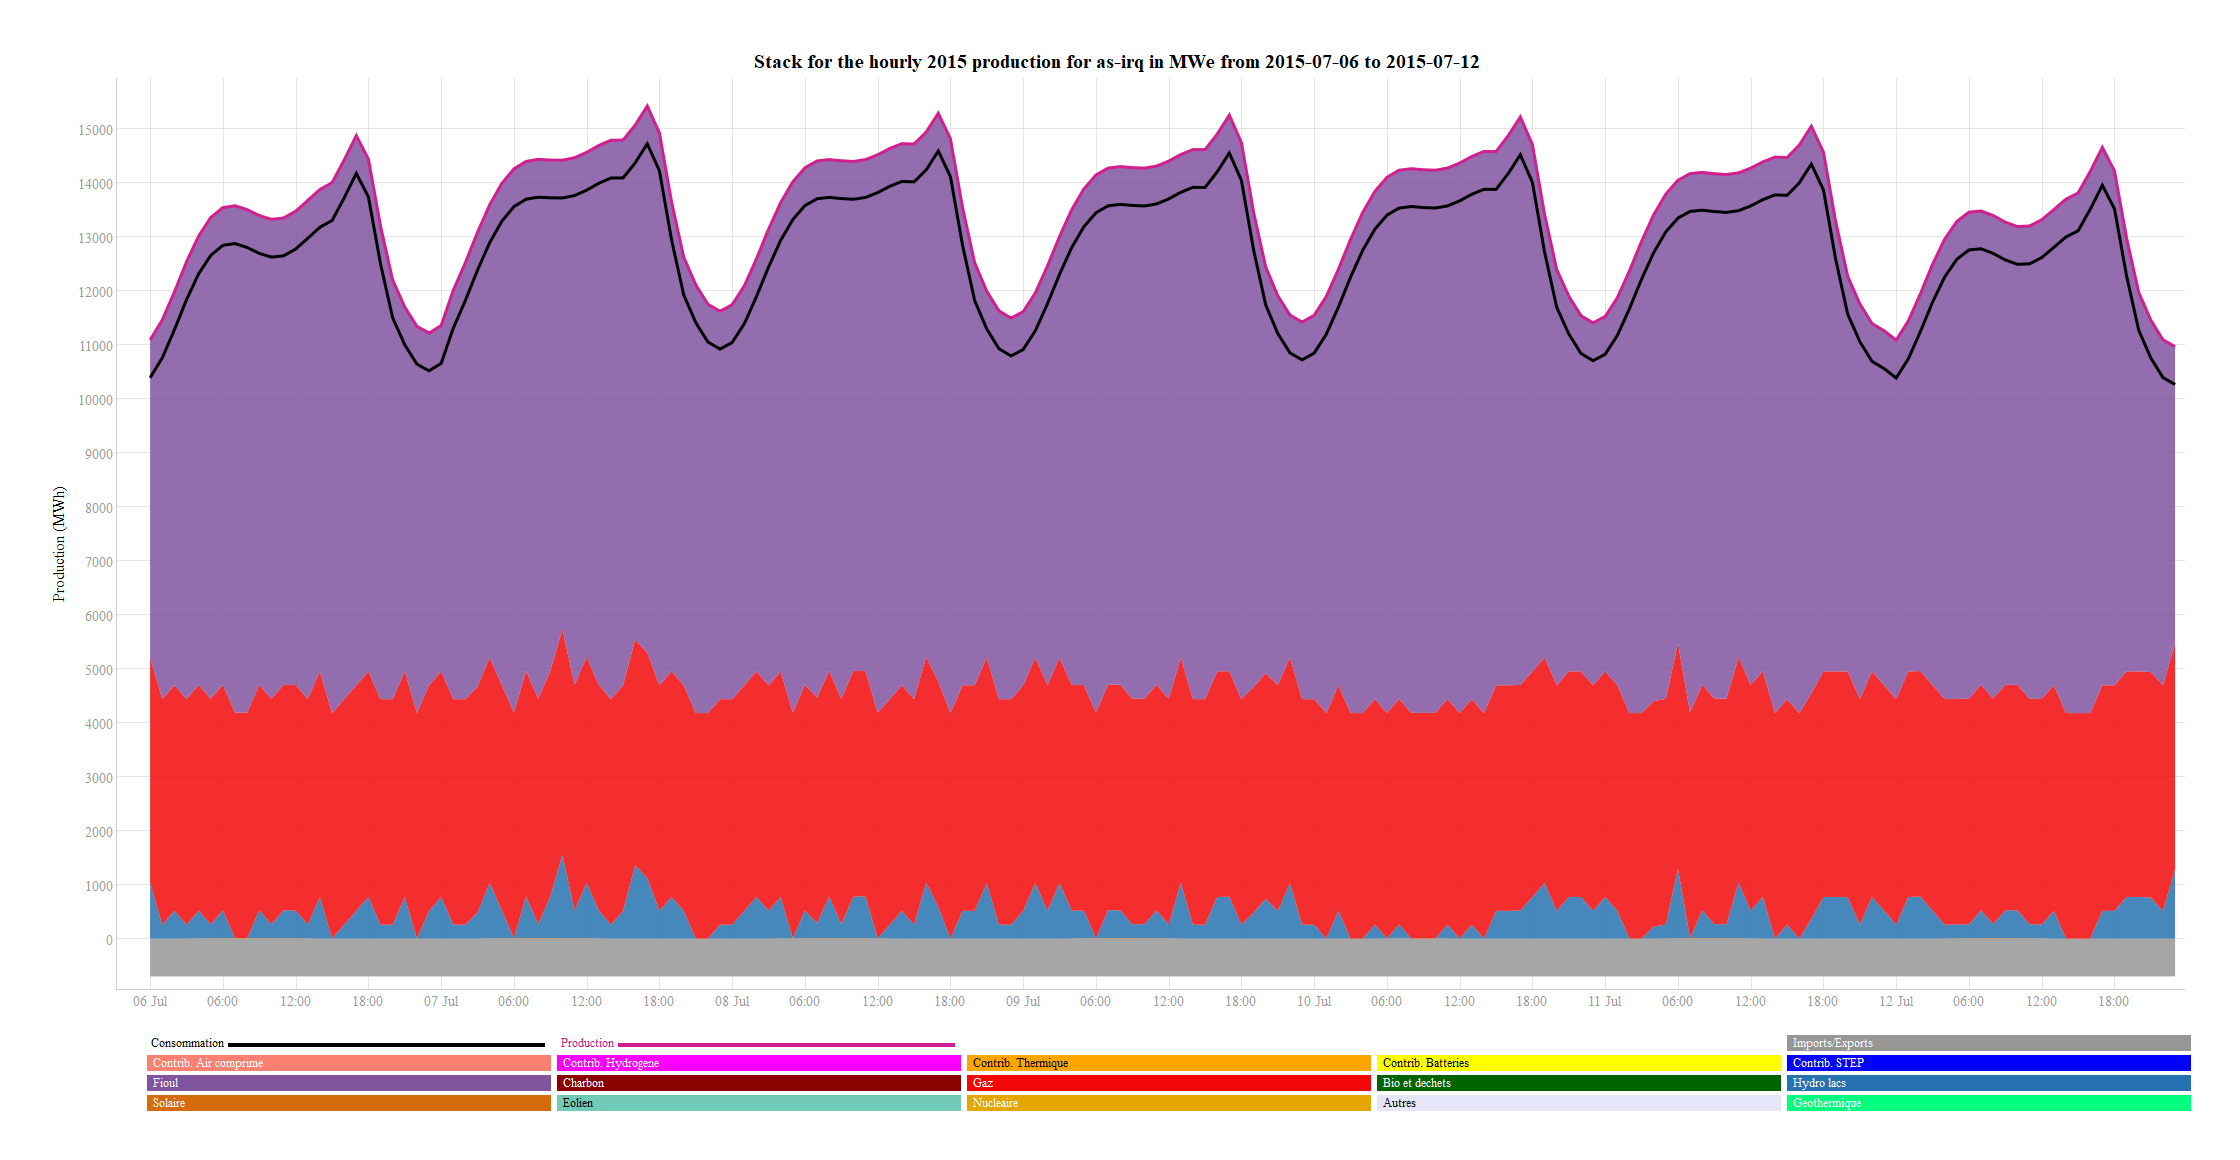 Stack for the hourly 2015 production for as-irq in MWe from 2015-07-06 to 2015-07-12
Production (MWh)
15000
14000
13000
12000
11000
10000
9000
8000
7000
6000
5000
4000
3000
2000
1000
0
06 Jul 06:00 12:00 18:00 07 Jul 06:00 12:00 18:00 08 Jul 06:00 12:00 18:00 09 Jul 06:00 12:00 18:00 10 Jul 06:00 12:00 18:00 11 Jul 06:00 12:00 18:00 12 Jul 06:00 12:00 18:00
Consommation Production Imports/Exports
Contrib. Air comprime Contrib. Hydrogene Contrib. Thermique Contrib. Batteries Contrib. STEP
Fioul Charbon Gaz Bio et dechets Hydro lacs
Solaire Eolien Nucleaire Autres Geothermique